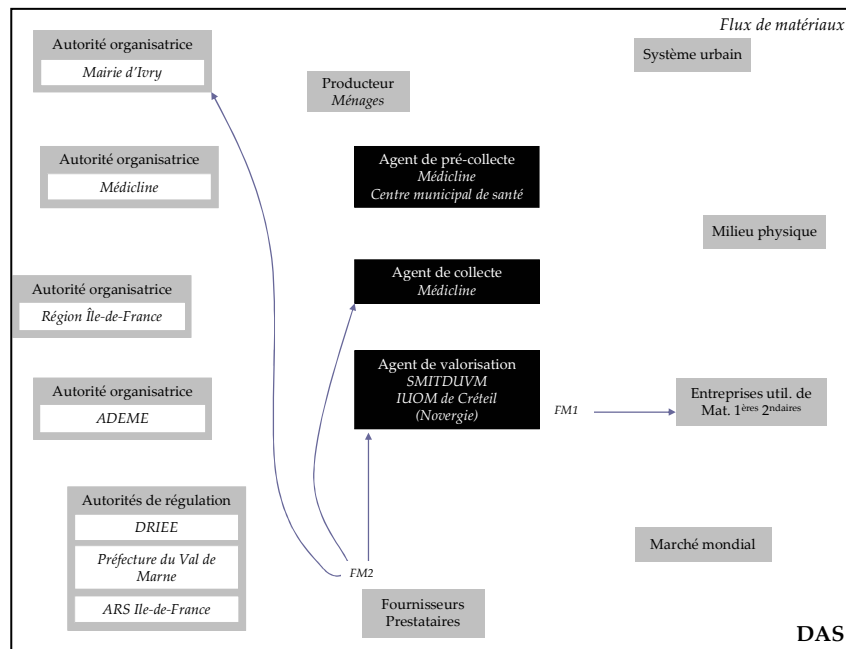 Flux de matériaux
Autorité organisatrice
Mairie d'Ivry
Système urbain
Producteur
Ménages
Autorité organisatrice
Médicline
Agent de pré-collecte
Médicline
Centre municipal de santé
Milieu physique
Autorité organisatrice
Région Île-de-France
Agent de collecte
Médicline
Autorité organisatrice
ADEME
Agent de valorisation
SMITDUVM
IUOM de Créteil
(Novergie)
FM1
Entreprises util. de
Mat. 1ères 2ndaires
Autorités de régulation
DRIEE
Préfecture du Val de
Marne
ARS Ile-de-France
Marché mondial
FM2
Fournisseurs
Prestataires
DAS